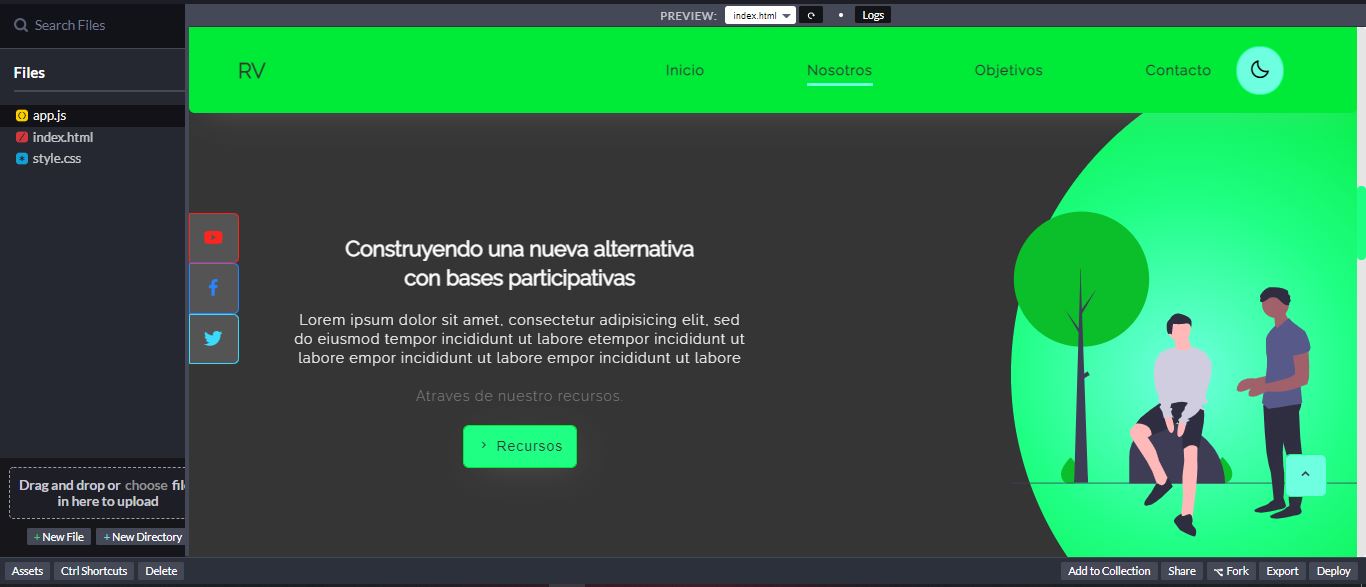 Search Files
PREVIEW: index.html Logs
Files
app.js
index.html
style.css
RV Inicio Nosotros Objetivos Contacto
Construyendo una nueva alternativa
con bases participativas
Lorem ipsum dolor sit amet, consectetur adipisicing elit, sed
do eiusmod tempor incididunt ut labore etempor incididunt ut
labore empor incididunt ut labore empor incididunt ut labore
Atraves de nuestro recursos.
Recursos
Drag and drop or choose file
in here to upload
+ New File + New Directory
Assets Ctrl Shortcuts Delete Add to Collection Share Fork Export Deploy